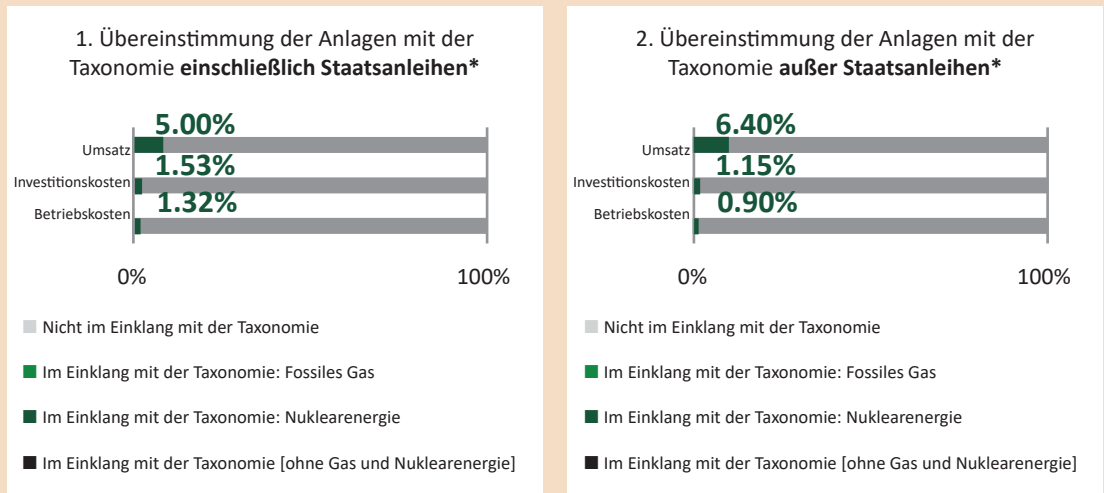 1. Übereinstimmung der Anlagen mit der
Taxonomie einschließlich Staatsanleihen*
5.00%
Umsatz
1.53%
Investitionskosten
1.32%
Betriebskosten
0%
100%
Nicht im Einklang mit der Taxonomie
Im Einklang mit der Taxonomie: Fossiles Gas
Im Einklang mit der Taxonomie: Nuklearenergie
Im Einklang mit der Taxonomie [ohne Gas und Nuklearenergie]
2. Übereinstimmung der Anlagen mit der
Taxonomie außer Staatsanleihen*
6.40%
Umsatz
1.15%
Investitionskosten
0.90%
Betriebskosten
0%
100%
Nicht im Einklang mit der Taxonomie
Im Einklang mit der Taxonomie: Fossiles Gas
Im Einklang mit der Taxonomie: Nuklearenergie
Im Einklang mit der Taxonomie [ohne Gas und Nuklearenergie]